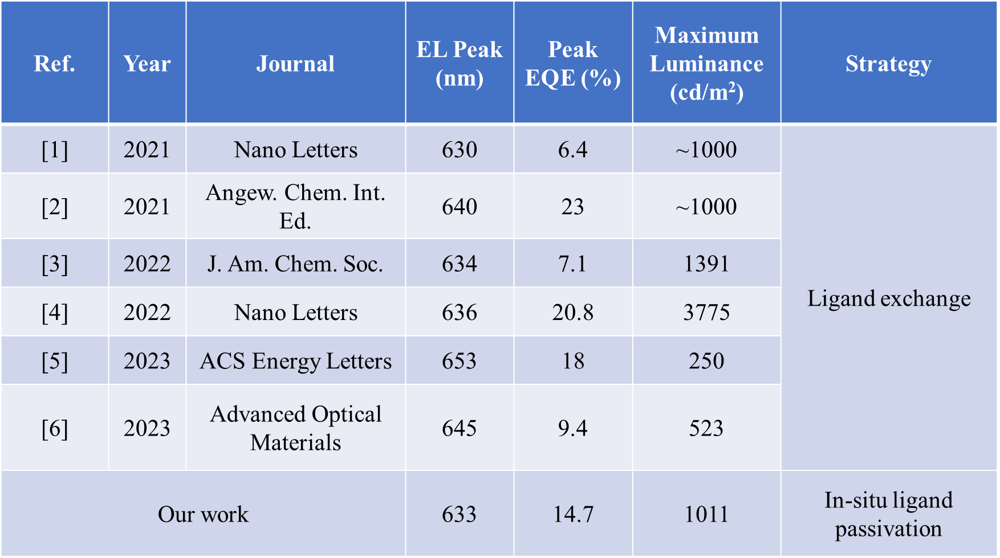 Ref.
Year
Journal
EL Peak
(nm)
Peak
EQE (%)
Maximum
Luminance
(cd/m²)
Strategy
[1]
2021
Nano Letters
630
6.4
~1000
Ligand exchange
[2]
2021
Angew. Chem. Int.
Ed.
640
23
~1000
[3]
2022
J. Am. Chem. Soc.
634
7.1
1391
[4]
2022
Nano Letters
636
20.8
3775
[5]
2023
ACS Energy Letters
653
18
250
[6]
2023
Advanced Optical
Materials
645
9.4
523
Our work
633
14.7
1011
In-situ ligand
passivation